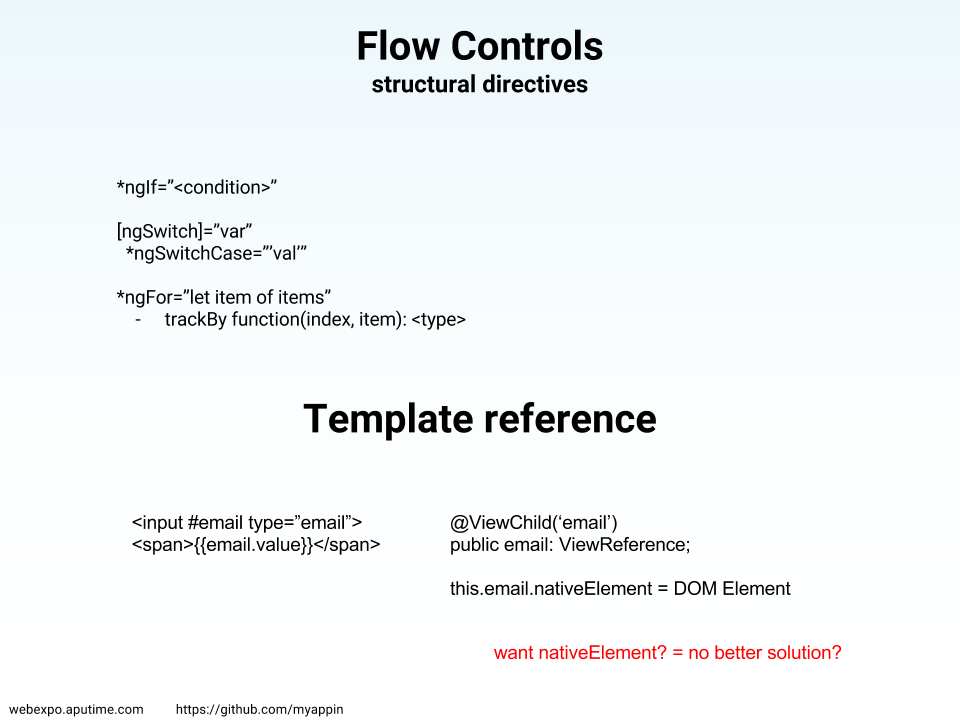 Flow Controls
structural directives
*ngIf=”<condition>”
[ngSwitch]=”var”
*ngSwitchCase=”’val’”
*ngFor=”let item of items”
- trackBy function(index, item): <type>
Template reference
<input #email type=”email”>
<span>{{email.value}}</span>
@ViewChild(‘email’)
public email: ViewReference;
this.email.nativeElement = DOM Element
want nativeElement? = no better solution?
webexpo.aputime.com https://github.com/myappin